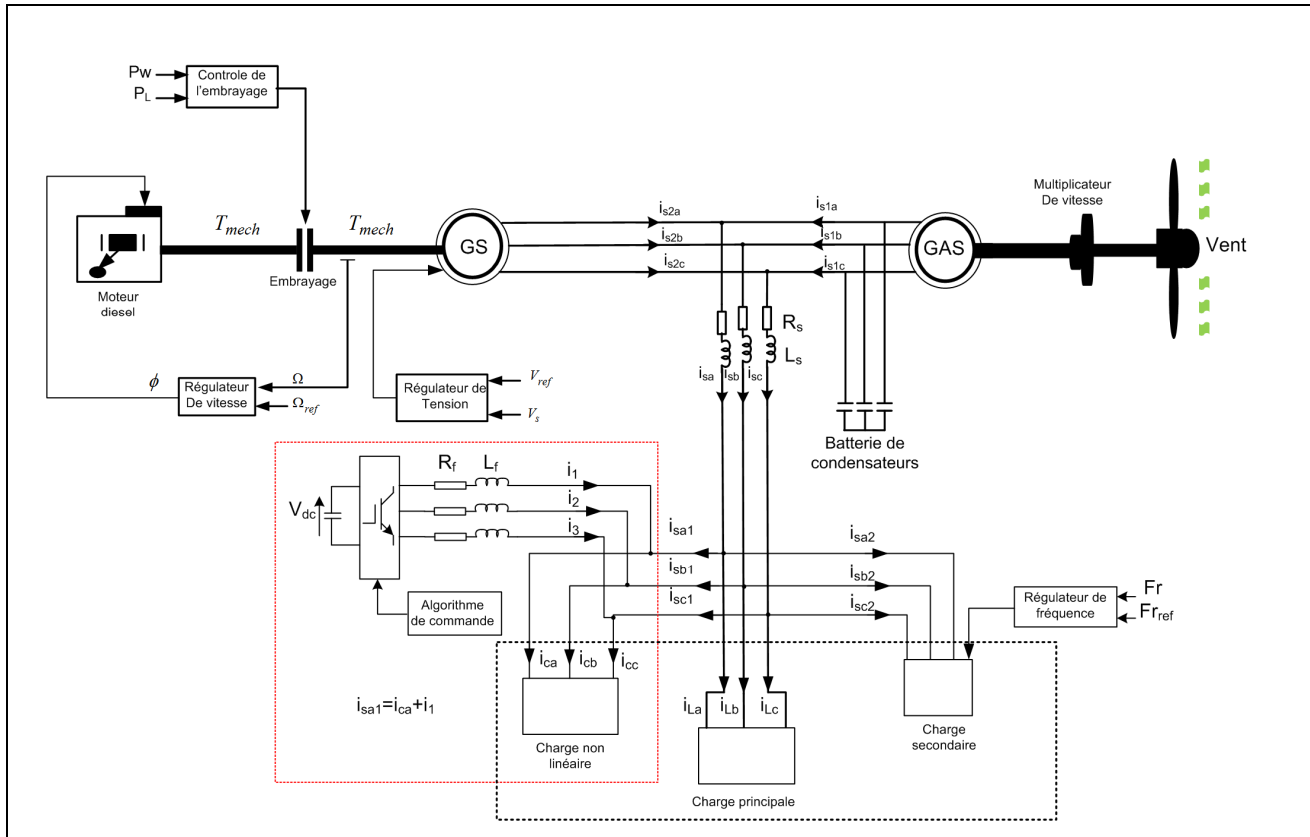 Pw
PL
Controle de
l'embrayage
Tmech
Tmech
Embrayage
Moteur
diesel
GS
is2a
is2b
is2c
is1a
is1b
is1c
GAS
Multiplicateur
De vitesse
Vent
Rs
Ls
isa
isb
isc
ϕ
Régulateur
De vitesse
Ω
Ωref
Régulateur de
Tension
Vref
Vs
Batterie de
condensateurs
Rf
Lf
i1
i2
i3
Vdc
Algorithme
de commande
isa1
isb1
isc1
isa2
isb2
isc2
Régulateur de
fréquence
Fr
Frref
ica
icb
icc
isa1=ica+i1
Charge non
linéaire
iLa
iLb
iLc
Charge principale
Charge
secondaire